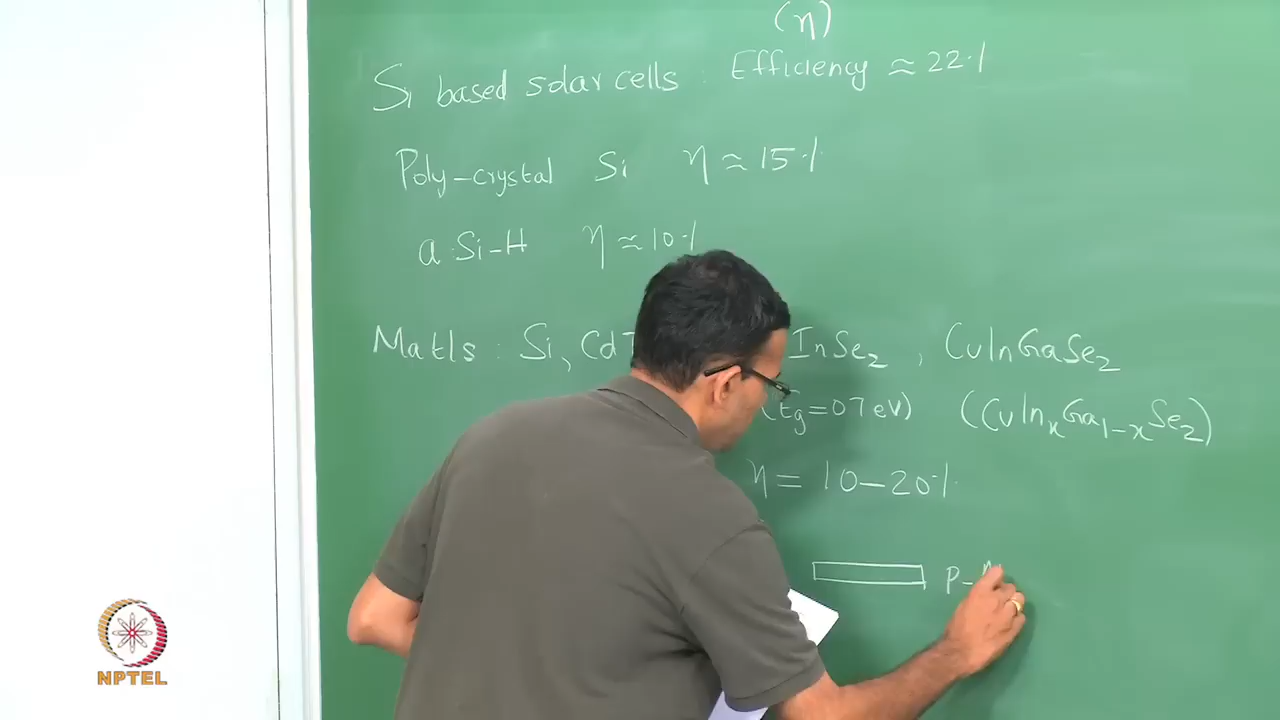 (η)
Si based solar cells : Efficiency ≈ 22%
Poly-crystal Si η ≈ 15%
a:Si-H η ≈ 10%
Matls : Si, Cd InSe₂ , CuInGaSe₂
(Eg = 0.7 eV) (CuInₓGa₁₋ₓSe₂)
η = 10-20%
p-n
NPTEL